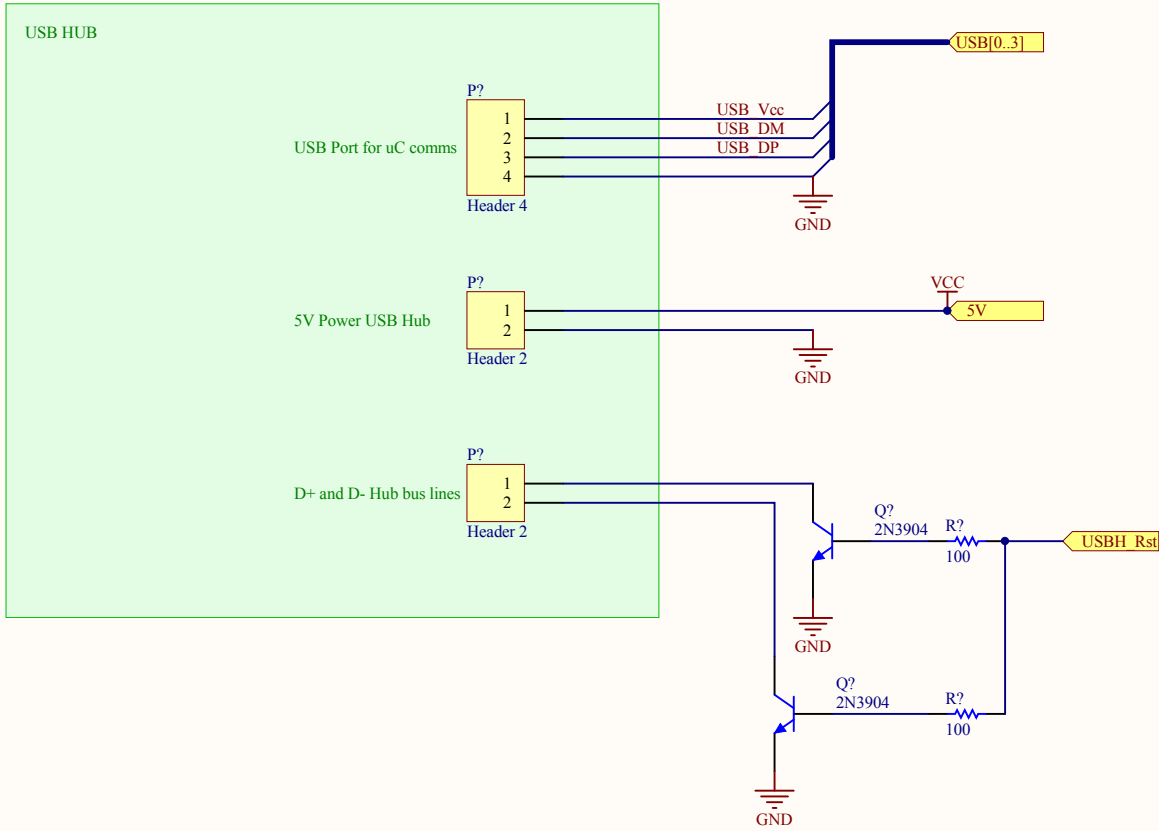 USB HUB
USB[0..3]
P?
USB_Vcc
1
USB_DM
2
USB Port for uC comms
USB_DP
3
4
Header 4
GND
P?
VCC
1
5V
5V Power USB Hub
2
Header 2
GND
P?
1
D+ and D- Hub bus lines
2
Header 2
Q?
2N3904
R?
100
USBH_Rst
GND
Q?
2N3904
R?
100
GND